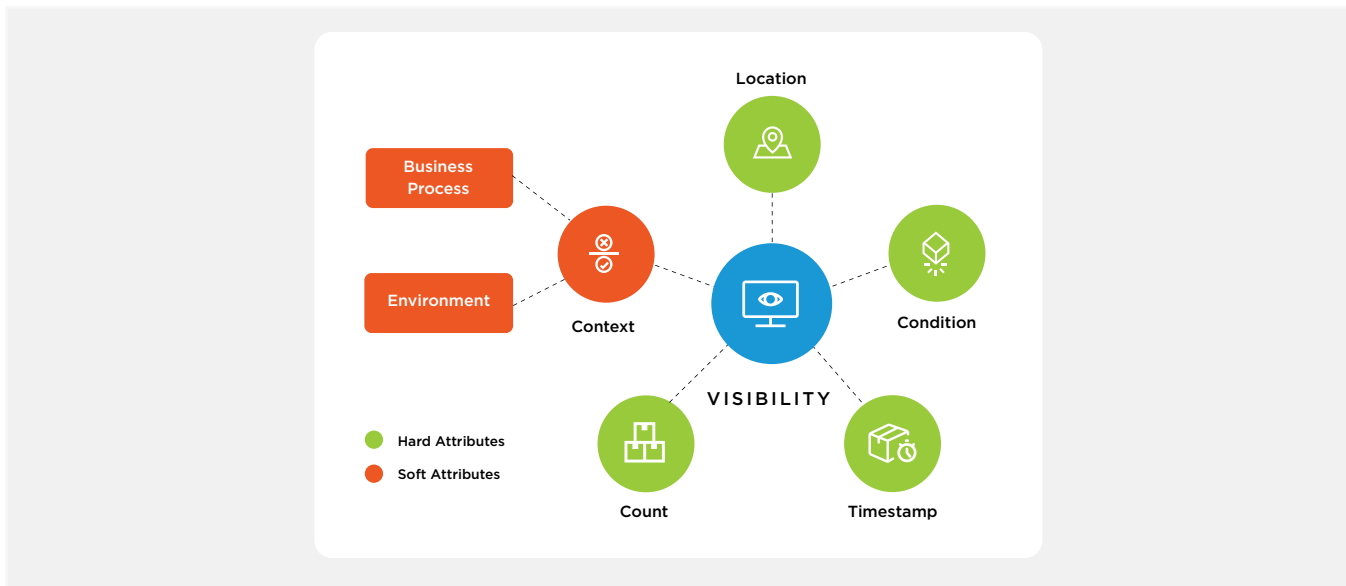 Location
Business
Process
Environment
Context
Condition
VISIBILITY
Hard Attributes
Soft Attributes
Count
Timestamp